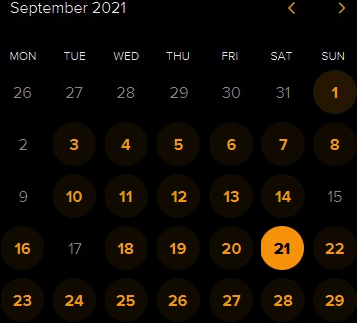 September 2021
MON TUE WED THU FRI SAT SUN
26 27 28 29 30 31 1
2 3 4 5 6 7 8
9 10 11 12 13 14 15
16 17 18 19 20 21 22
23 24 25 26 27 28 29